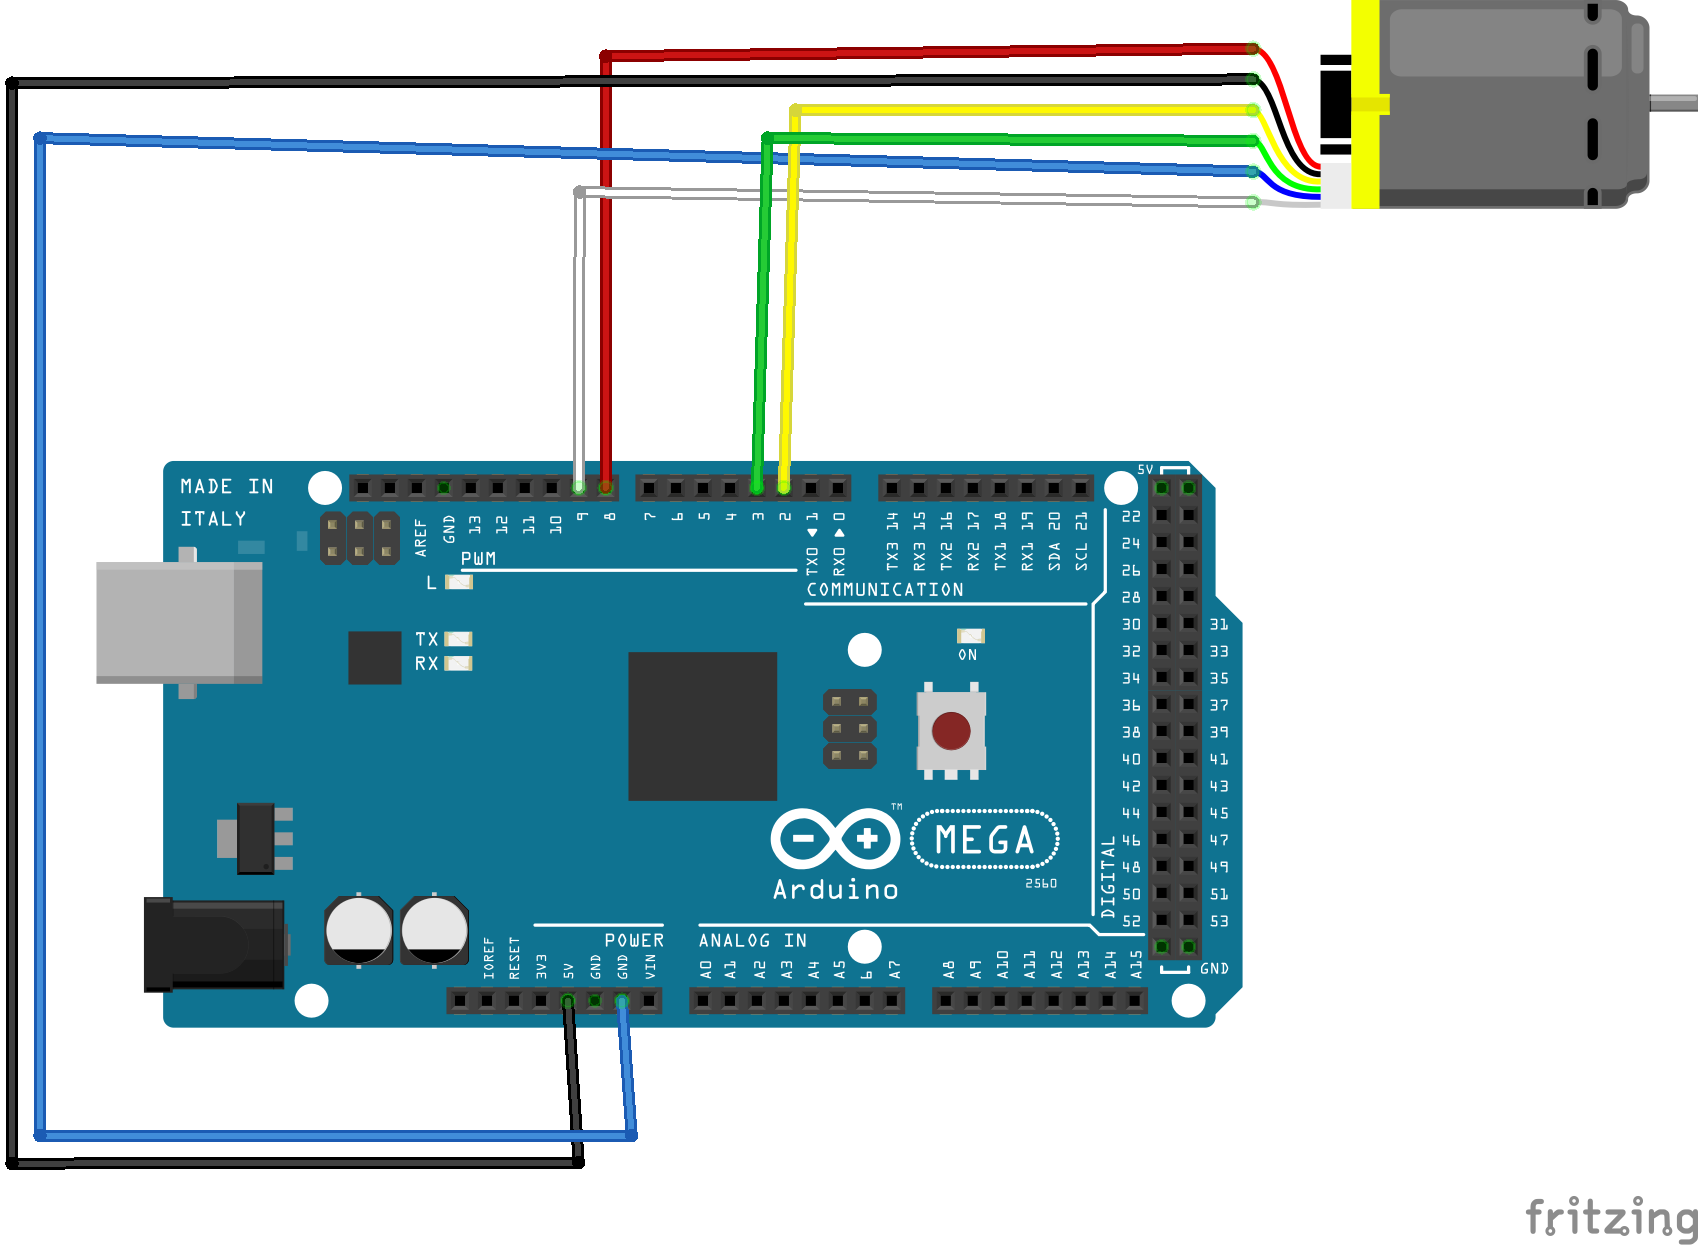 MADE IN
ITALY
AREF
GND
13
12
11
10
9
8
7
6
5
4
3
2
TX0 ◀ 1
RX0 ▶ 0
TX3 14
RX3 15
TX2 16
RX2 17
TX1 18
RX1 19
SDA 20
SCL 21
5V
PWM
COMMUNICATION
L
TX
RX
ON
22
24
26
28
30 31
32 33
34 35
36 37
38 39
40 41
42 43
44 45
46 47
48 49
50 51
52 53
GND
DIGITAL
TM
MEGA
Arduino
2560
POWER
ANALOG IN
IOREF
RESET
3V3
5V
GND
GND
VIN
A0
A1
A2
A3
A4
A5
6
A7
A8
A9
A10
A11
A12
A13
A14
A15
fritzing